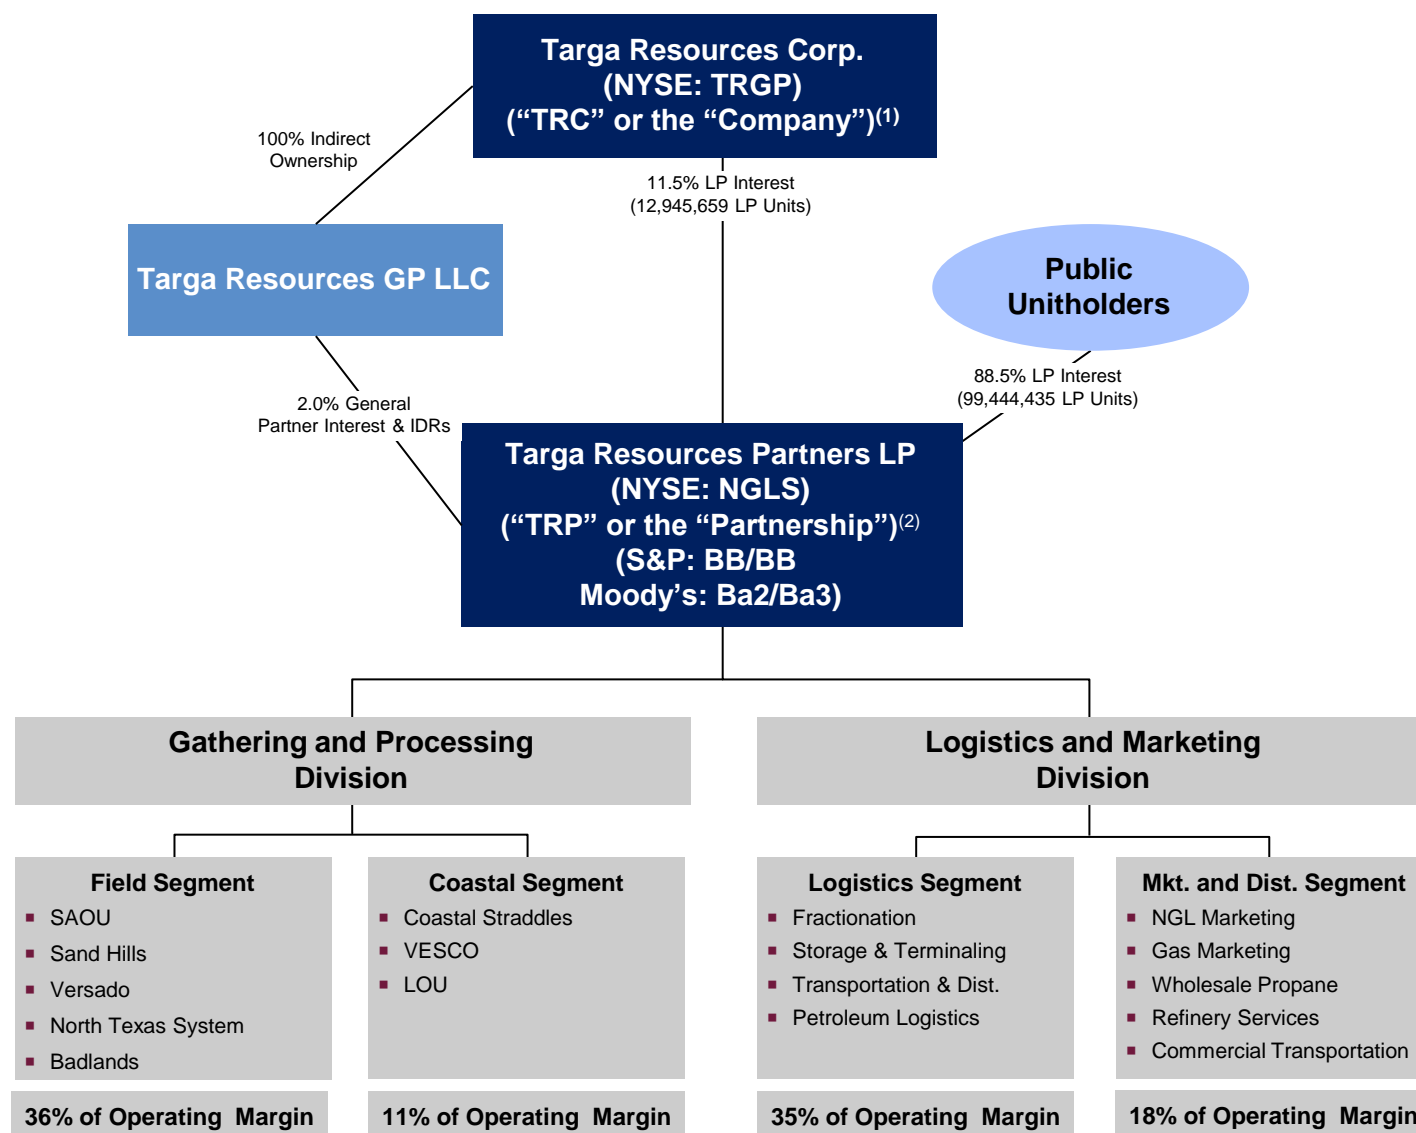 Targa Resources Corp.
(NYSE: TRGP)
(“TRC” or the “Company”)(1)
100% Indirect
Ownership
11.5% LP Interest
(12,945,659 LP Units)
Targa Resources GP LLC
Public
Unitholders
88.5% LP Interest
(99,444,435 LP Units)
2.0% General
Partner Interest & IDRs
Targa Resources Partners LP
(NYSE: NGLS)
(“TRP” or the “Partnership”)(2)
(S&P: BB/BB
Moody’s: Ba2/Ba3)
Gathering and Processing
Division
Logistics and Marketing
Division
Field Segment
▪ SAOU
▪ Sand Hills
▪ Versado
▪ North Texas System
▪ Badlands
36% of Operating Margin
Coastal Segment
▪ Coastal Straddles
▪ VESCO
▪ LOU
11% of Operating Margin
Logistics Segment
▪ Fractionation
▪ Storage & Terminaling
▪ Transportation & Dist.
▪ Petroleum Logistics
35% of Operating Margin
Mkt. and Dist. Segment
▪ NGL Marketing
▪ Gas Marketing
▪ Wholesale Propane
▪ Refinery Services
▪ Commercial Transportation
18% of Operating Margin